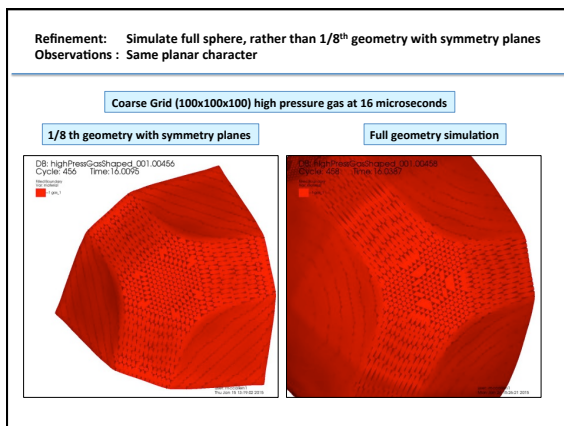 Refinement: Simulate full sphere, rather than 1/8th geometry with symmetry planes
Observations : Same planar character
Coarse Grid (100x100x100) high pressure gas at 16 microseconds
1/8 th geometry with symmetry planes
Full geometry simulation
DB: highPressGasShaped_001.00456
Cycle: 456 Time:16.0095
DB: highPressGasShaped_001.00458
Cycle: 458 Time:16.0387